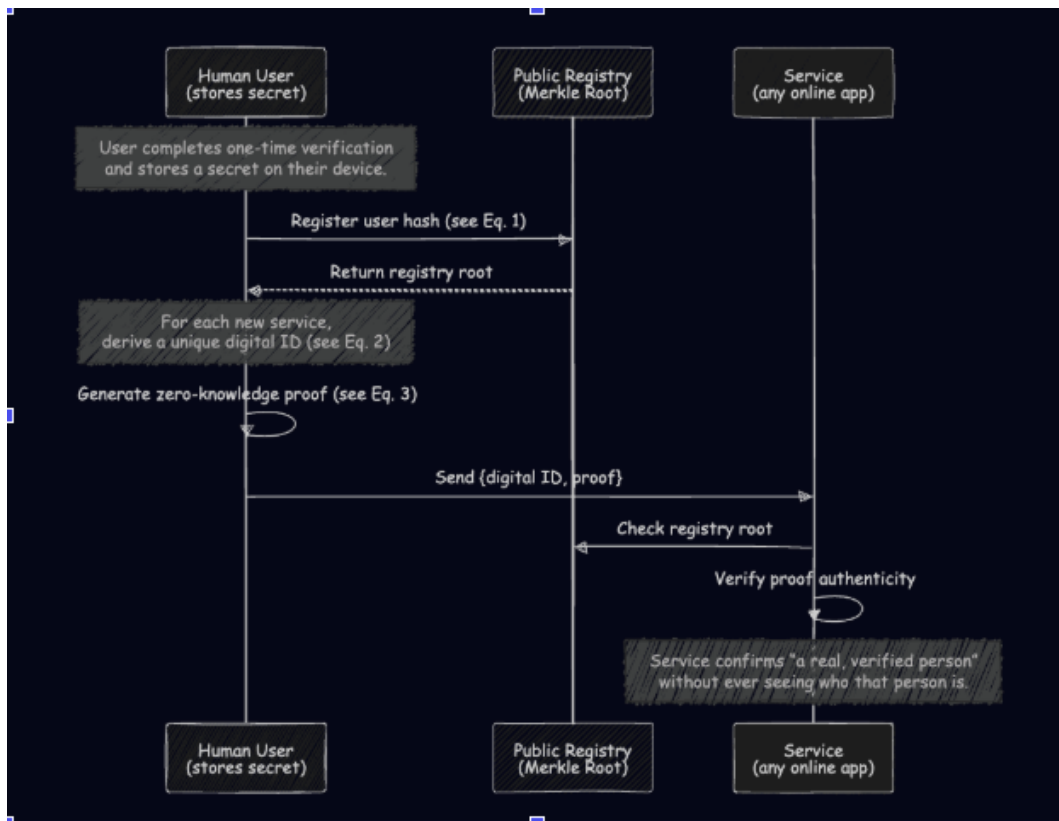 Human User
(stores secret)
Public Registry
(Merkle Root)
Service
(any online app)
User completes one-time verification
and stores a secret on their device.
Register user hash (see Eq. 1)
Return registry root
For each new service,
derive a unique digital ID (see Eq. 2)
Generate zero-knowledge proof (see Eq. 3)
Send {digital ID, proof}
Check registry root
Verify proof authenticity
Service confirms “a real, verified person”
without ever seeing who that person is.
Human User
(stores secret)
Public Registry
(Merkle Root)
Service
(any online app)